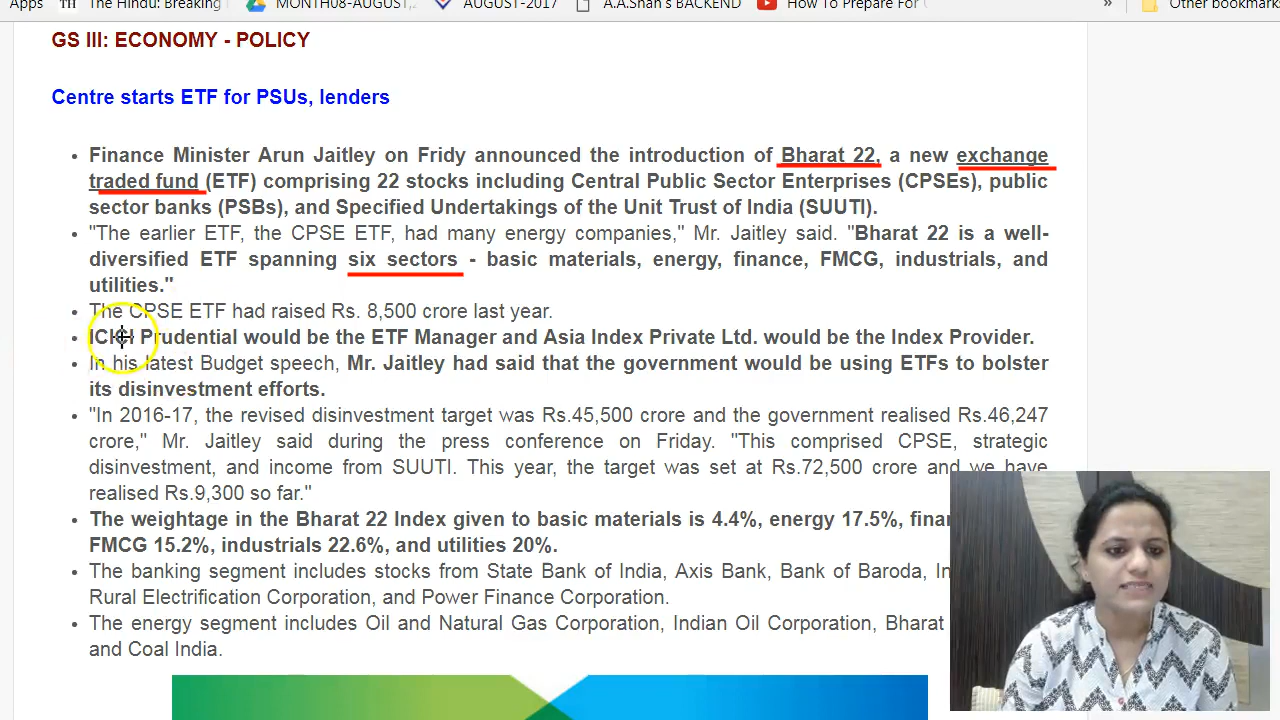 Apps TH The Hindu: Breaking MONTH08-AUGUST, AUGUST-2017 A.A.Shah's BACKEND How To Prepare For » Other bookmarks
GS III: ECONOMY - POLICY
Centre starts ETF for PSUs, lenders
• Finance Minister Arun Jaitley on Fridy announced the introduction of Bharat 22, a new exchange
traded fund (ETF) comprising 22 stocks including Central Public Sector Enterprises (CPSEs), public
sector banks (PSBs), and Specified Undertakings of the Unit Trust of India (SUUTI).
• "The earlier ETF, the CPSE ETF, had many energy companies," Mr. Jaitley said. "Bharat 22 is a well-
diversified ETF spanning six sectors - basic materials, energy, finance, FMCG, industrials, and
utilities."
• The CPSE ETF had raised Rs. 8,500 crore last year.
• ICICI Prudential would be the ETF Manager and Asia Index Private Ltd. would be the Index Provider.
• In his latest Budget speech, Mr. Jaitley had said that the government would be using ETFs to bolster
its disinvestment efforts.
• "In 2016-17, the revised disinvestment target was Rs.45,500 crore and the government realised Rs.46,247
crore," Mr. Jaitley said during the press conference on Friday. "This comprised CPSE, strategic
disinvestment, and income from SUUTI. This year, the target was set at Rs.72,500 crore and we have
realised Rs.9,300 so far."
• The weightage in the Bharat 22 Index given to basic materials is 4.4%, energy 17.5%, finan
FMCG 15.2%, industrials 22.6%, and utilities 20%.
• The banking segment includes stocks from State Bank of India, Axis Bank, Bank of Baroda, In
Rural Electrification Corporation, and Power Finance Corporation.
• The energy segment includes Oil and Natural Gas Corporation, Indian Oil Corporation, Bharat
and Coal India.